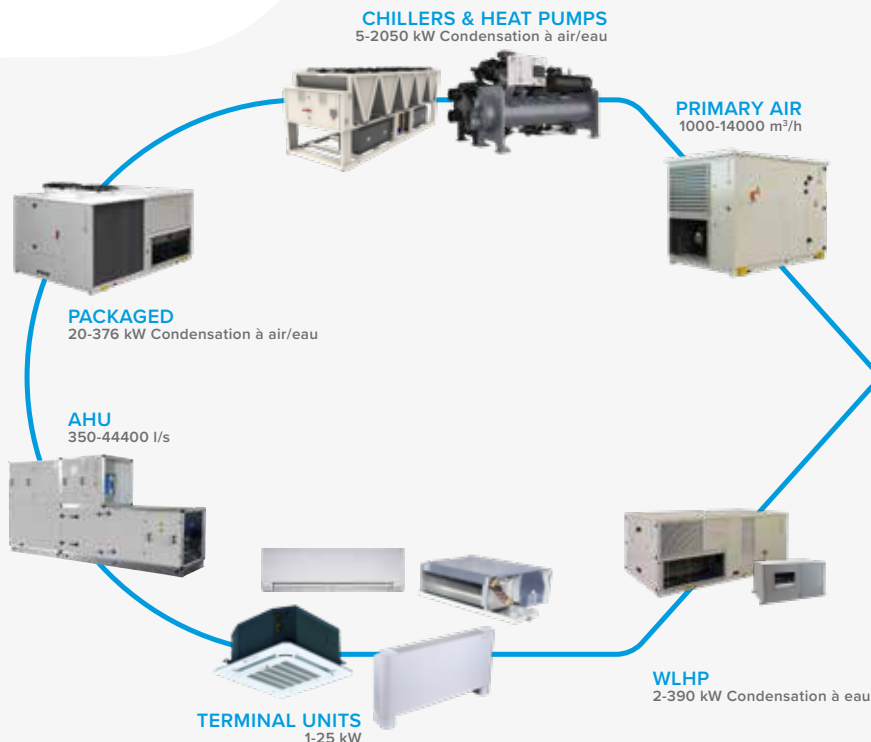 CHILLERS & HEAT PUMPS
5-2050 kW Condensation à air/eau
PRIMARY AIR
1000-14000 m³/h
PACKAGED
20-376 kW Condensation à air/eau
AHU
350-44400 l/s
WLHP
2-390 kW Condensation à eau
TERMINAL UNITS
1-25 kW